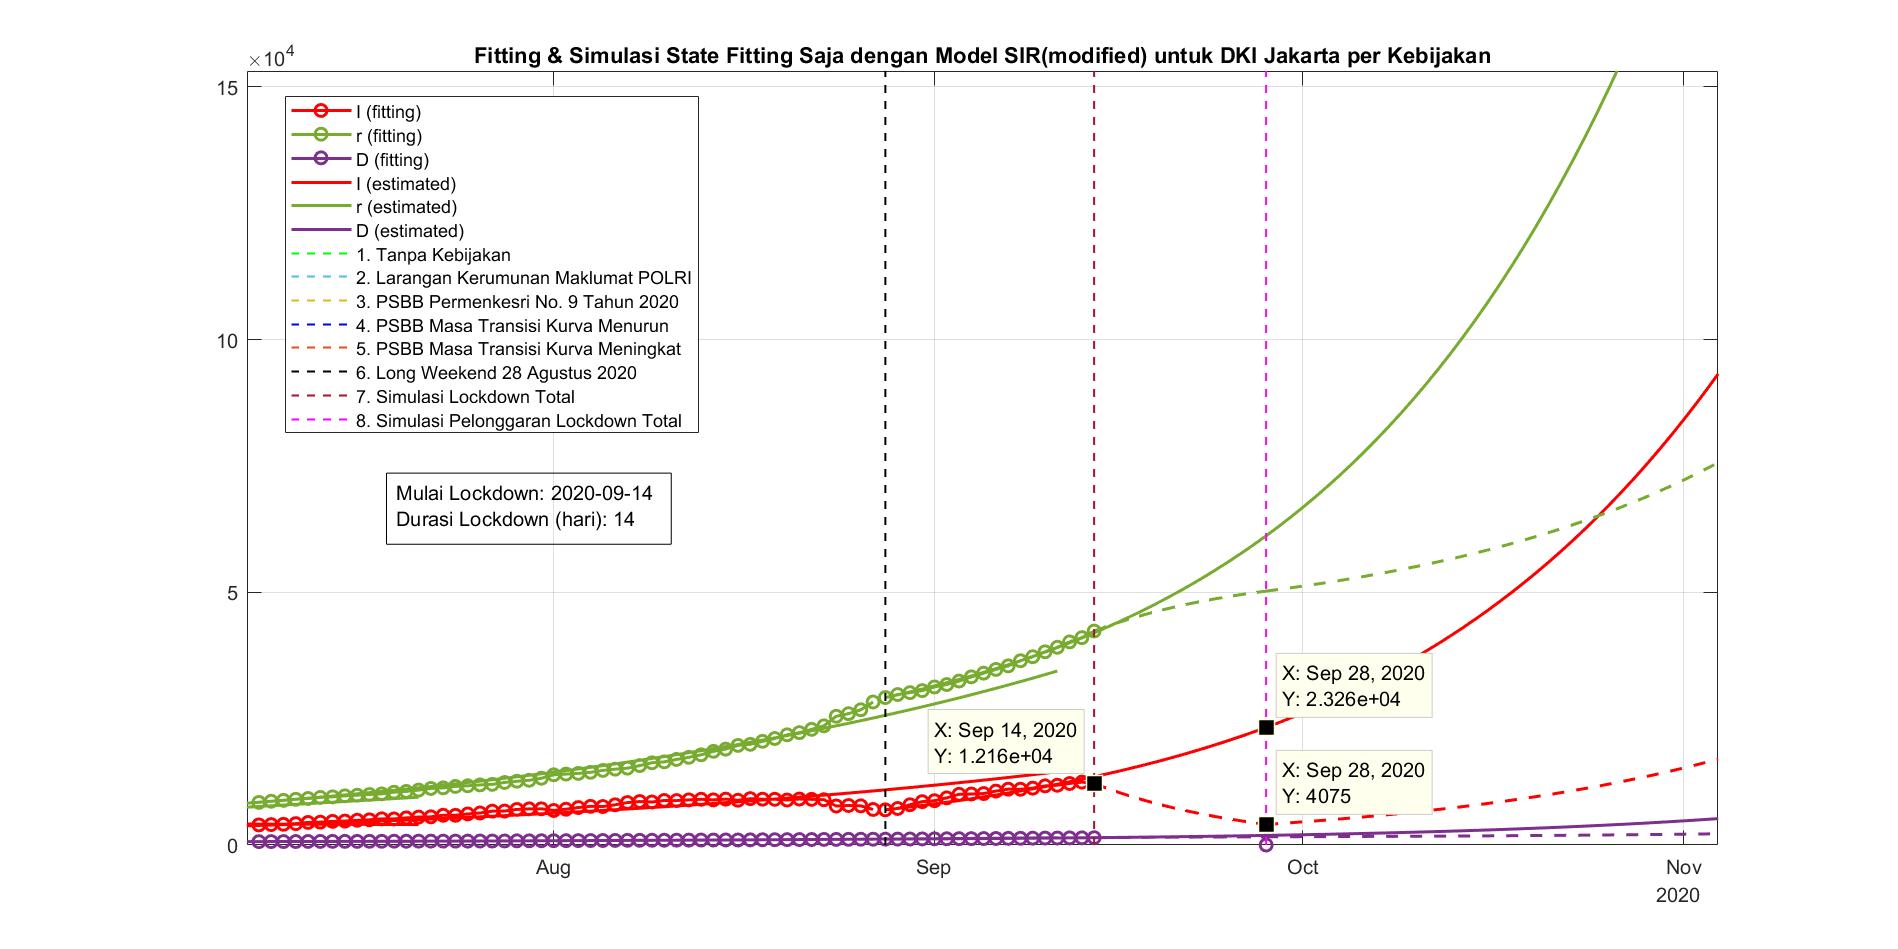 Fitting & Simulasi State Fitting Saja dengan Model SIR(modified) untuk DKI Jakarta per Kebijakan
×10^4
15
10
5
0
I (fitting)
r (fitting)
D (fitting)
I (estimated)
r (estimated)
D (estimated)
1. Tanpa Kebijakan
2. Larangan Kerumunan Maklumat POLRI
3. PSBB Permenkesri No. 9 Tahun 2020
4. PSBB Masa Transisi Kurva Menurun
5. PSBB Masa Transisi Kurva Meningkat
6. Long Weekend 28 Agustus 2020
7. Simulasi Lockdown Total
8. Simulasi Pelonggaran Lockdown Total
Mulai Lockdown: 2020-09-14
Durasi Lockdown (hari): 14
X: Sep 14, 2020
Y: 1.216e+04
X: Sep 28, 2020
Y: 2.326e+04
X: Sep 28, 2020
Y: 4075
Aug
Sep
Oct
Nov
2020